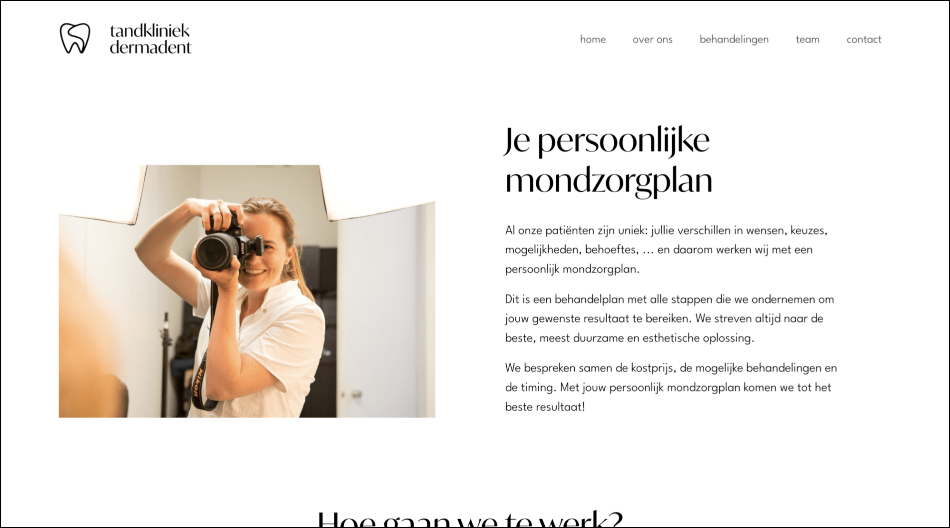 tandkliniek
dermadent
home over ons behandelingen team contact
Je persoonlijke
mondzorgplan
Al onze patiënten zijn uniek: jullie verschillen in wensen, keuzes,
mogelijkheden, behoeftes, ... en daarom werken wij met een
persoonlijk mondzorgplan.
Dit is een behandelplan met alle stappen die we ondernemen om
jouw gewenste resultaat te bereiken. We streven altijd naar de
beste, meest duurzame en esthetische oplossing.
We bespreken samen de kostprijs, de mogelijke behandelingen en
de timing. Met jouw persoonlijk mondzorgplan komen we tot het
beste resultaat!
Nikon
Hoe gaan we te werk?